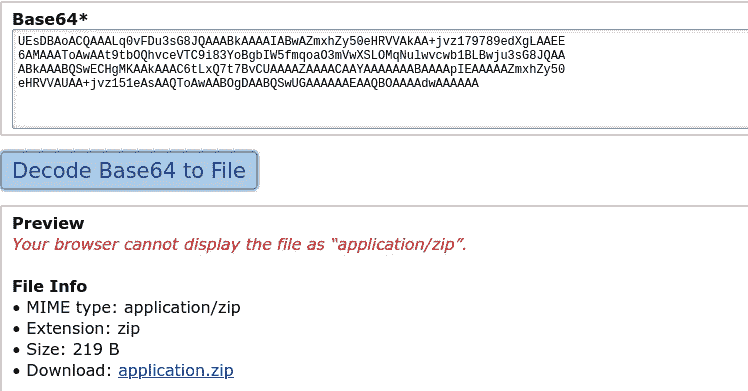 Base64*
UEsDBAoACQAAALq0vFDu3sG8JQAAABkAAAAIABwAZmxhZy50eHRVVAkAA+jvz179789edXgLAAEE
6AMAAAToAwAAt9tbOQhvceVTC9i83YoBgbIW5fmqoaO3mVwXSLOMqNulwvcwb1BLBwju3sG8JQAA
ABkAAABQSwECHgMKAAkAAAC6tLxQ7t7BvCUAAAAZAAAACAAYAAAAAAABAAAApIEAAAAAZmxhZy50
eHRVVAUAA+jvz151eAsAAQToAwAABOgDAABQSwUGAAAAAAEAAQBOAAAAdwAAAAAA
Decode Base64 to File
Preview
Your browser cannot display the file as “application/zip”.
File Info
• MIME type: application/zip
• Extension: zip
• Size: 219 B
• Download: application.zip